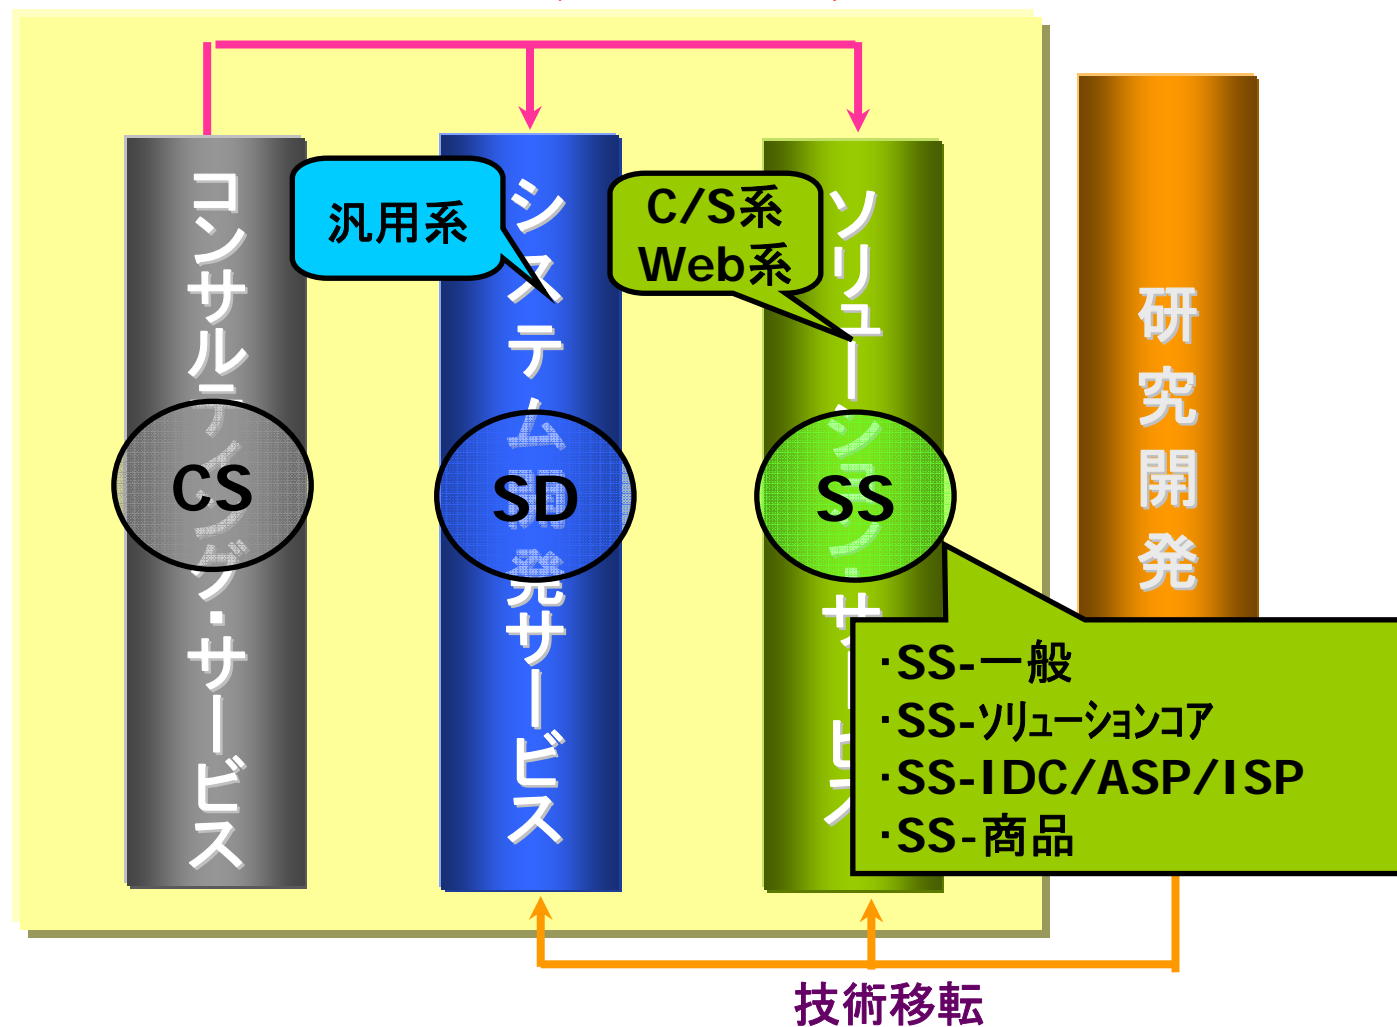 コンサルティング・サービス
CS
汎用系
システム開発サービス
SD
C/S系
Web系
ソリューション・サービス
SS
研究開発
・SS-一般
・SS-ソリューションコア
・SS-IDC/ASP/ISP
・SS-商品
技術移転